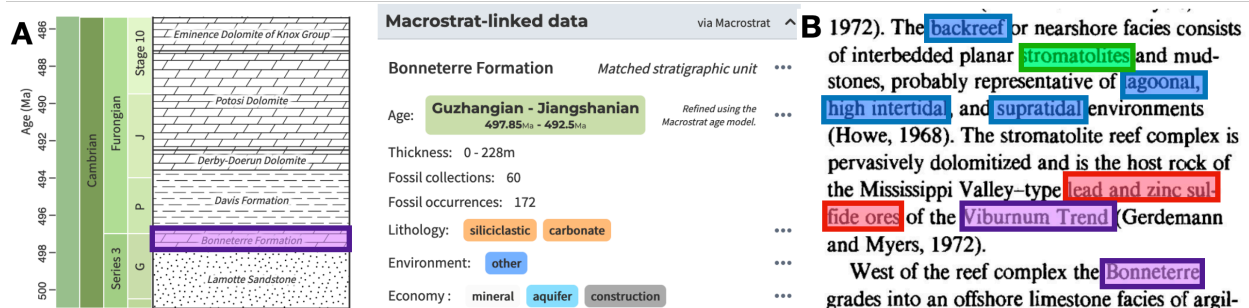 A
Age (Ma)
486
488
490
492
494
496
498
500
Cambrian
Furongian
Series 3
Stage 10
J
P
G
Eminence Dolomite of Knox Group
Potosi Dolomite
Derby-Doerun Dolomite
Davis Formation
Bonneterre Formation
Lamotte Sandstone
Macrostrat-linked data via Macrostrat
Bonneterre Formation Matched stratigraphic unit
Age: Guzhangian - Jiangshanian
497.85Ma - 492.5Ma
Refined using the
Macrostrat age model.
Thickness: 0 - 228m
Fossil collections: 60
Fossil occurrences: 172
Lithology: siliciclastic carbonate
Environment: other
Economy: mineral aquifer construction
B
1972). The backreef or nearshore facies consists
of interbedded planar stromatolites and mud-
stones, probably representative of lagoonal,
high intertidal, and supratidal environments
(Howe, 1968). The stromatolite reef complex is
pervasively dolomitized and is the host rock of
the Mississippi Valley–type lead and zinc sul-
fide ores of the Viburnum Trend (Gerdemann
and Myers, 1972).
West of the reef complex the Bonneterre
grades into an offshore limestone facies of argil-